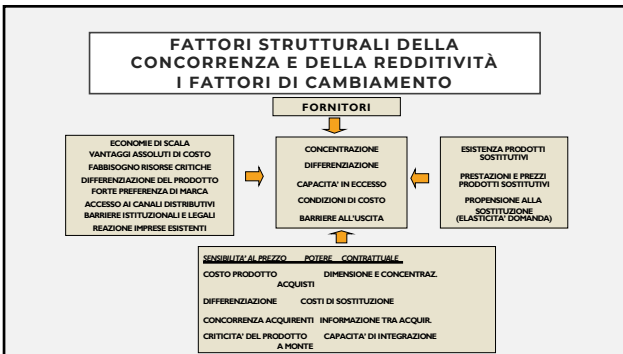 FATTORI STRUTTURALI DELLA
CONCORRENZA E DELLA REDDITIVITÀ
I FATTORI DI CAMBIAMENTO
FORNITORI
ECONOMIE DI SCALA
VANTAGGI ASSOLUTI DI COSTO
FABBISOGNO RISORSE CRITICHE
DIFFERENZIAZIONE DEL PRODOTTO
FORTE PREFERENZA DI MARCA
ACCESSO AI CANALI DISTRIBUTIVI
BARRIERE ISTITUZIONALI E LEGALI
REAZIONE IMPRESE ESISTENTI
CONCENTRAZIONE
DIFFERENZIAZIONE
CAPACITA' IN ECCESSO
CONDIZIONI DI COSTO
BARRIERE ALL'USCITA
ESISTENZA PRODOTTI
SOSTITUTIVI
PRESTAZIONI E PREZZI
PRODOTTI SOSTITUTIVI
PROPENSIONE ALLA
SOSTITUZIONE
(ELASTICITA' DOMANDA)
SENSIBILITA' AL PREZZO POTERE CONTRATTUALE
COSTO PRODOTTO DIMENSIONE E CONCENTRAZ.
ACQUISTI
DIFFERENZIAZIONE COSTI DI SOSTITUZIONE
CONCORRENZA ACQUIRENTI INFORMAZIONE TRA ACQUIR.
CRITICITA' DEL PRODOTTO CAPACITA' DI INTEGRAZIONE
A MONTE